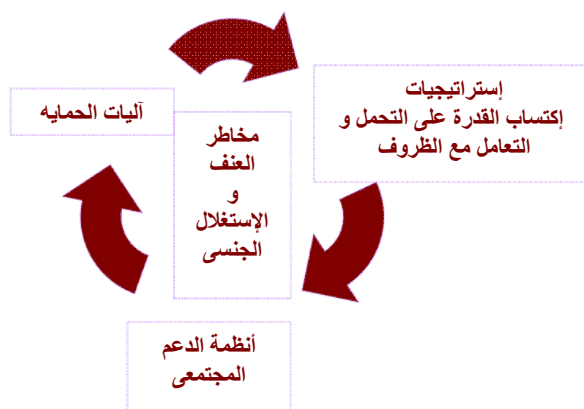 إستراتيجيات
إكتساب القدرة على التحمل و
التعامل مع الظروف
آليات الحمايه
مخاطر
العنف
و
الإستغلال
الجنسى
أنظمة الدعم
المجتمعى